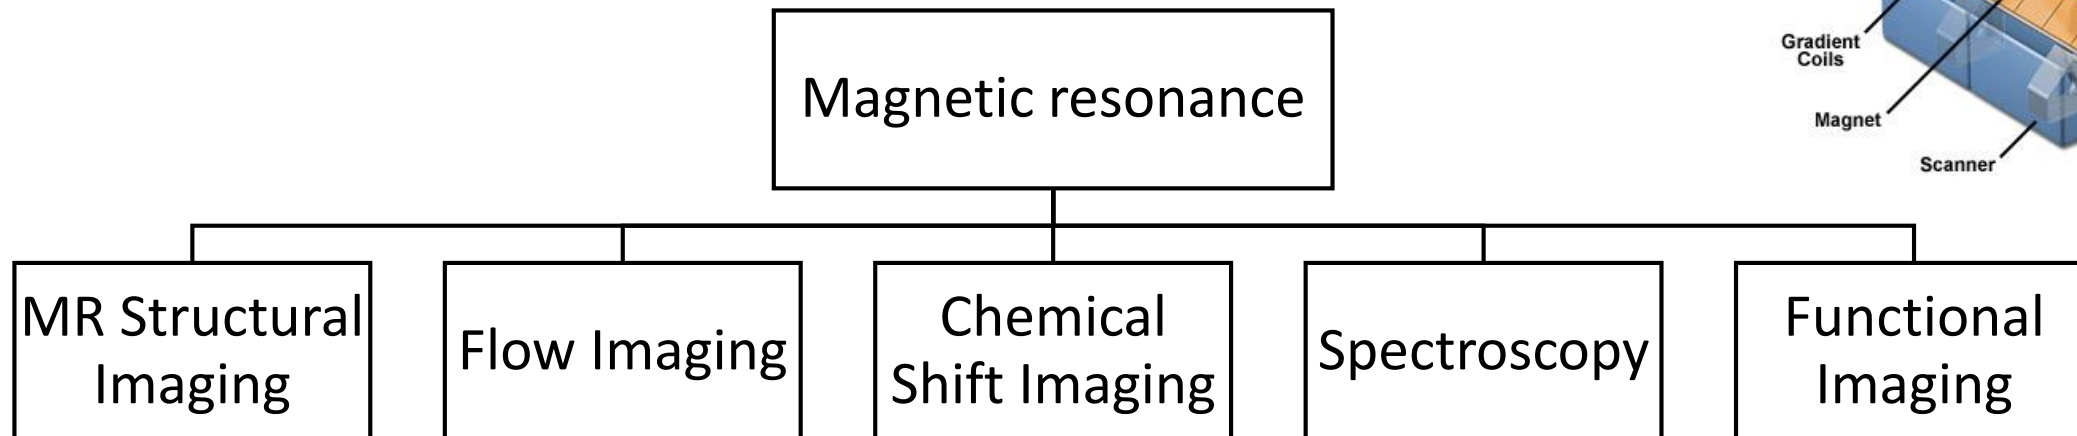 Magnetic resonance
Gradient
Coils
Magnet
Scanner
MR Structural
Imaging
Flow Imaging
Chemical
Shift Imaging
Spectroscopy
Functional
Imaging